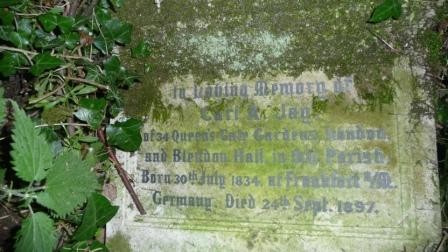 In Loving Memory of
Carl R. Jay
of 34 Queens Gate Gardens, London,
and Blendon Hall, in this Parish.
Born 30th July 1834, at Frankfort a/M.
Germany. Died 24th Sept. 1897.